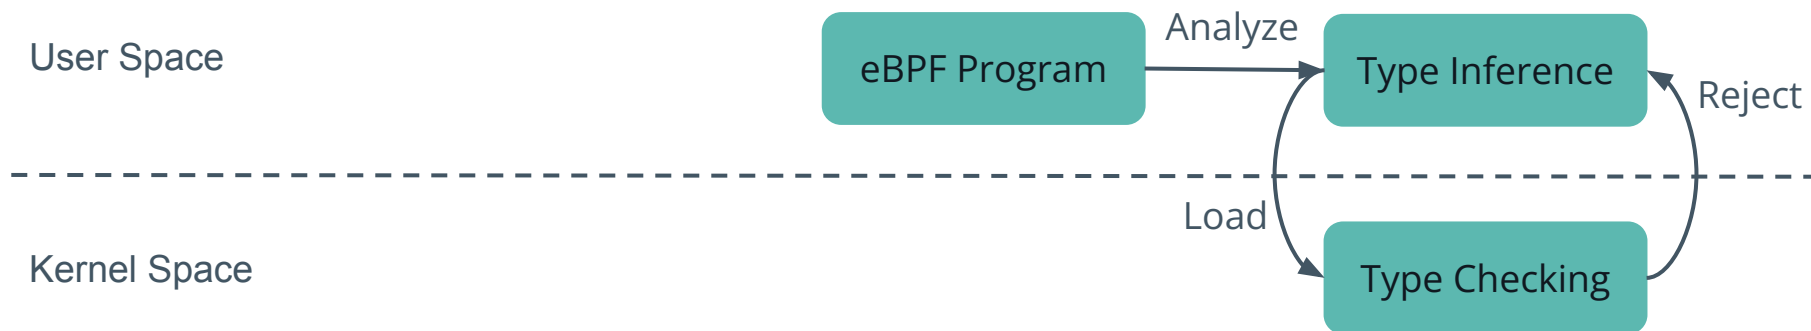 User Space
eBPF Program
Analyze
Type Inference
Reject
Load
Kernel Space
Type Checking